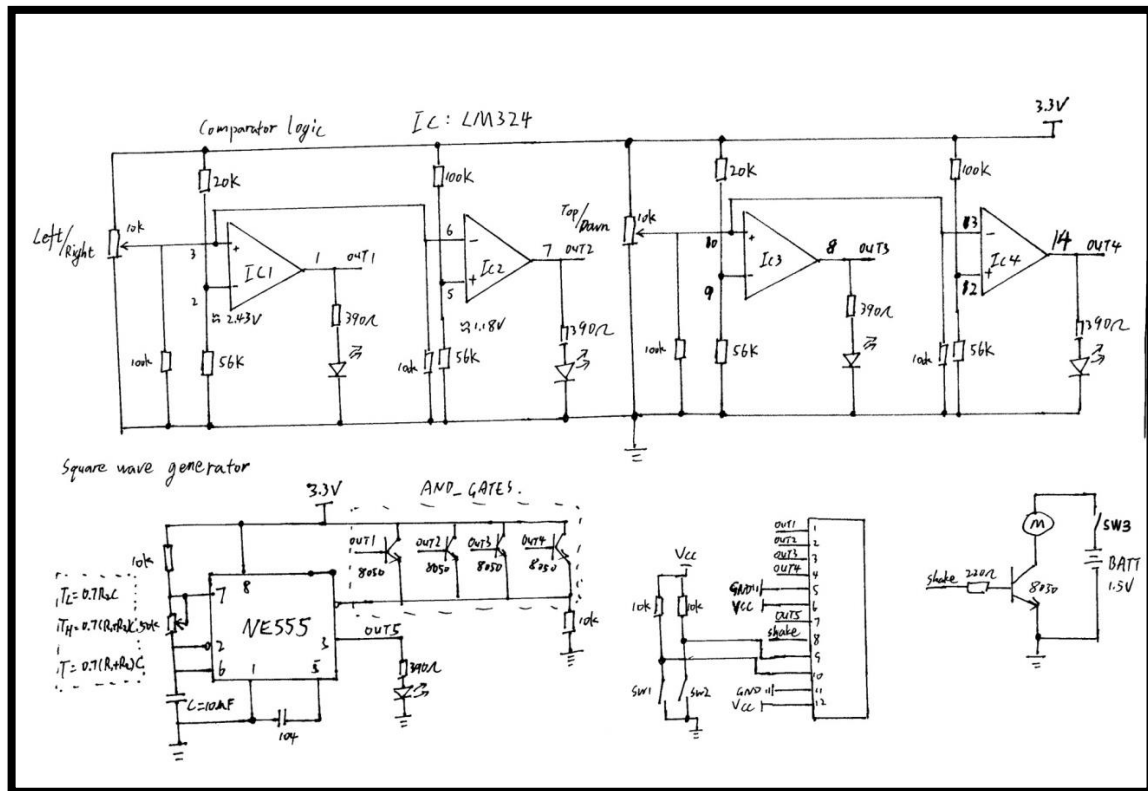 Comparator logic IC: LM324
3.3V
20K
100K
20K
100K
Left/Right
10k
Top/Down
10k
3
+
IC1
1
OUT1
2
-
≈2.43V
6
-
IC2
7
OUT2
5
+
≈1.18V
10
+
IC3
8
OUT3
9
-
13
-
IC4
14
OUT4
12
+
390Ω
390Ω
390Ω
390Ω
100k
56K
100k
56K
100k
56K
100k
56K
Square wave generator
3.3V
AND_GATES.
OUT1
8050
OUT2
8050
OUT3
8050
OUT4
8050
10k
TL=0.7R2C
TH=0.7(R1+R2)C
50k
T=0.7(R1+R2)C
7
8
NE555
2
3
6
1
5
OUT5
390Ω
10k
C=10uF
104
Vcc
10k
10k
SW1
SW2
OUT1
1
OUT2
2
OUT3
3
OUT4
4
GND
5
VCC
6
OUT5
7
shake
8
9
10
GND
11
VCC
12
M
SW3
BATT
1.5V
shake
220Ω
8050